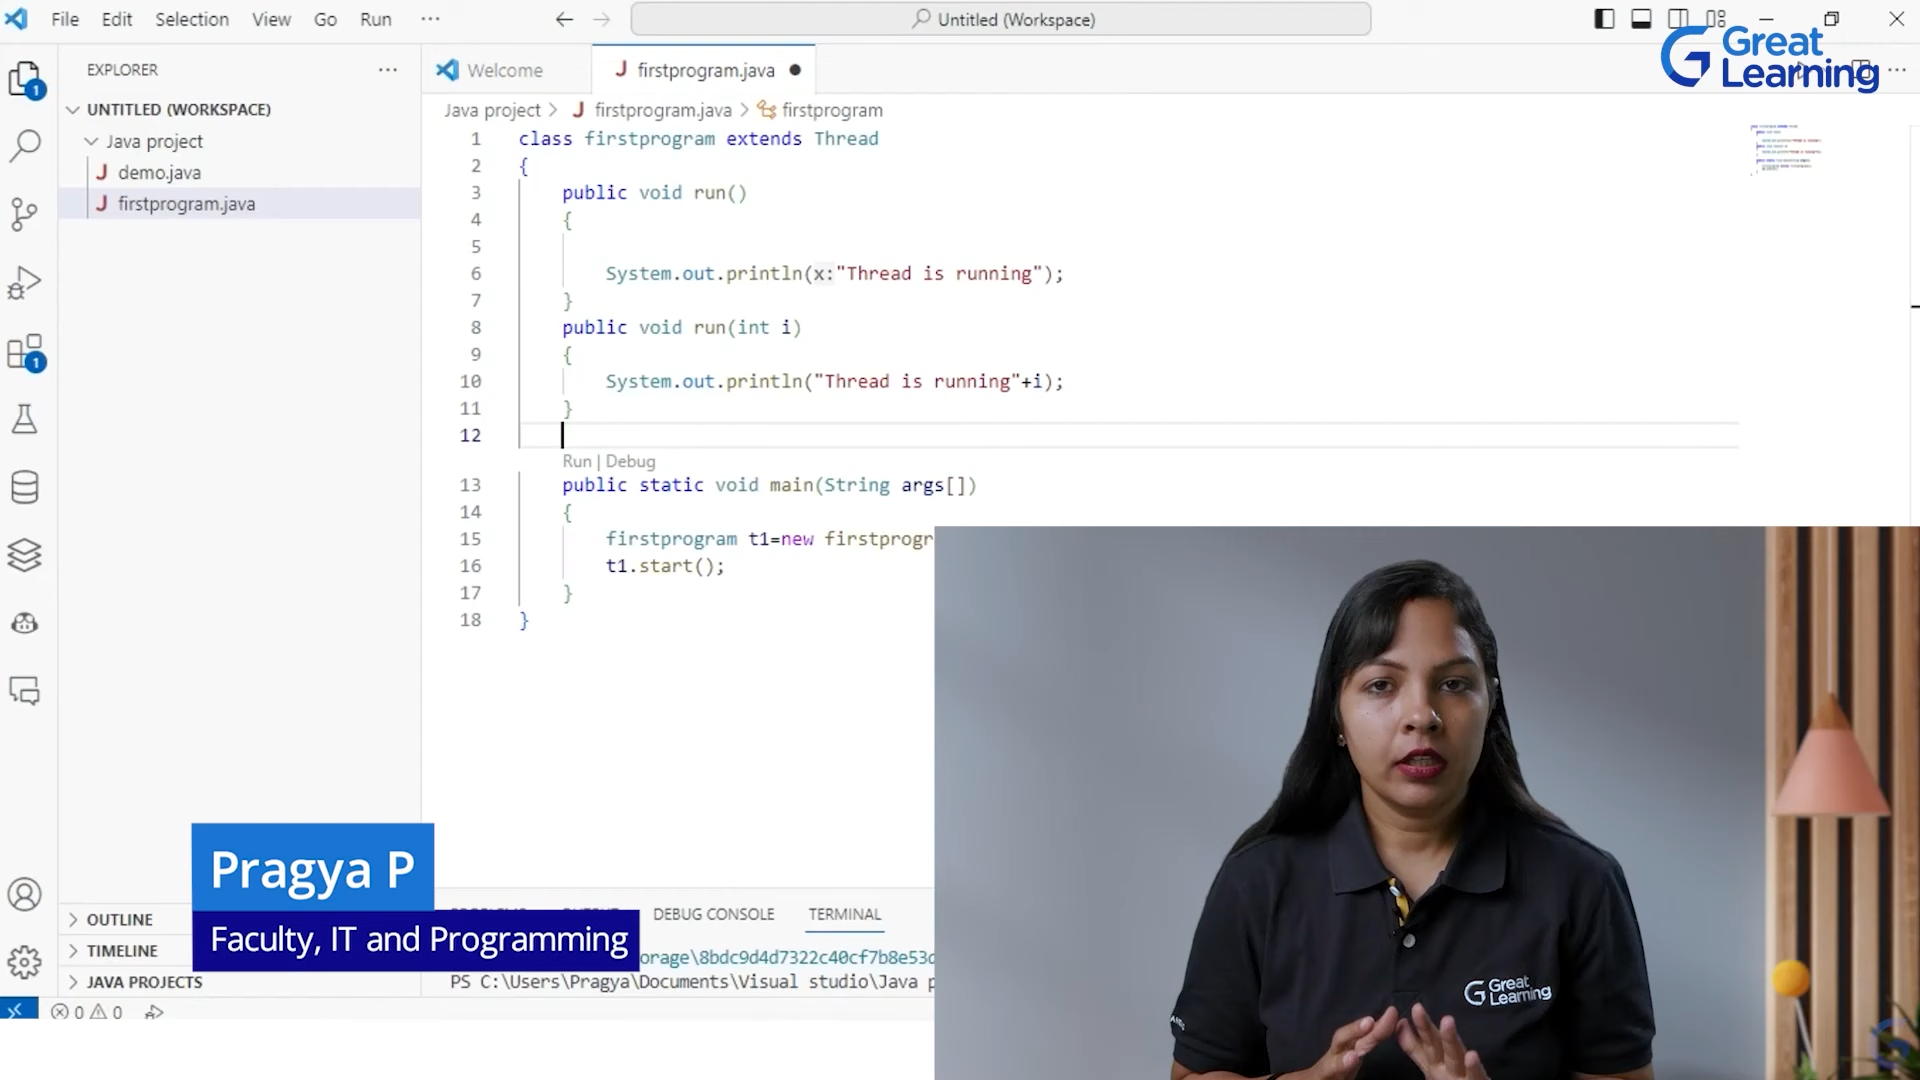 File Edit Selection View Go Run ...
Untitled (Workspace)
Great
Learning
EXPLORER
Welcome
J firstprogram.java
UNTITLED (WORKSPACE)
Java project > J firstprogram.java > firstprogram
Java project
J demo.java
J firstprogram.java
1
1
1 class firstprogram extends Thread
2 {
3 public void run()
4 {
5
6 System.out.println(x:"Thread is running");
7 }
8 public void run(int i)
9 {
10 System.out.println("Thread is running"+i);
11 }
12
Run | Debug
13 public static void main(String args[])
14 {
15 firstprogram t1=new firstprogr
16 t1.start();
17 }
18 }
Pragya P
Faculty, IT and Programming
OUTLINE
TIMELINE
JAVA PROJECTS
DEBUG CONSOLE TERMINAL
orage\8bdc9d4d7322c40cf7b8e53d
PS C:\Users\Pragya\Documents\Visual studio\Java p
0 0
Great
Learning